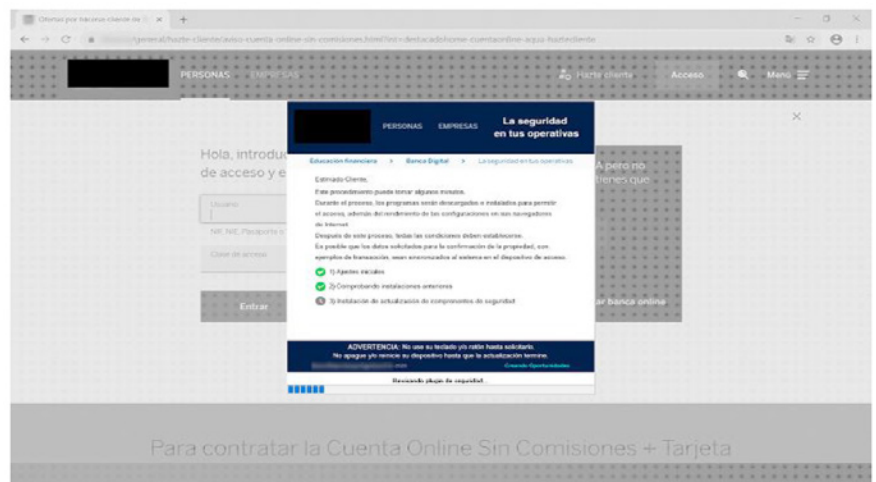 Ofertas por hacerse cliente de
/general/hazte-cliente/aviso-cuenta-online-sin-comisiones.html?ist=destacadohome-cuentaonline-aqua-haztecliente
PERSONAS EMPRESAS
Hazte cliente Acceso Menú
PERSONAS EMPRESAS
La seguridad
en tus operativas
Educación financiera > Banca Digital > La seguridad en tus operativas
Hola, introdu
de acceso y e
Usuario
NIF, NIE, Pasaporte o
Clave de acceso
Entrar
Estimado Cliente,
Este procedimiento puede tomar algunos minutos.
Durante el proceso, los programas serán descargados e instalados para permitir
el acceso, además del rendimiento de las configuraciones en sus navegadores
de Internet.
Después de este proceso, todas las condiciones deben establecerse.
Es posible que los datos solicitados para la confirmación de la propiedad, con
ejemplos de transacción, sean sincronizados al sistema en el dispositivo de acceso.
1) Ajustes iniciales
2) Comprobando instalaciones anteriores
3) Instalación de actualización de componentes de seguridad
ADVERTENCIA: No use su teclado y/o ratón hasta solicitarlo.
No apague y/o reinicie su dispositivo hasta que la actualización termine.
Creando Oportunidades
Revisando plugin de seguridad...
A pero no
tienes que
ar banca online
Para contratar la Cuenta Online Sin Comisiones + Tarjeta